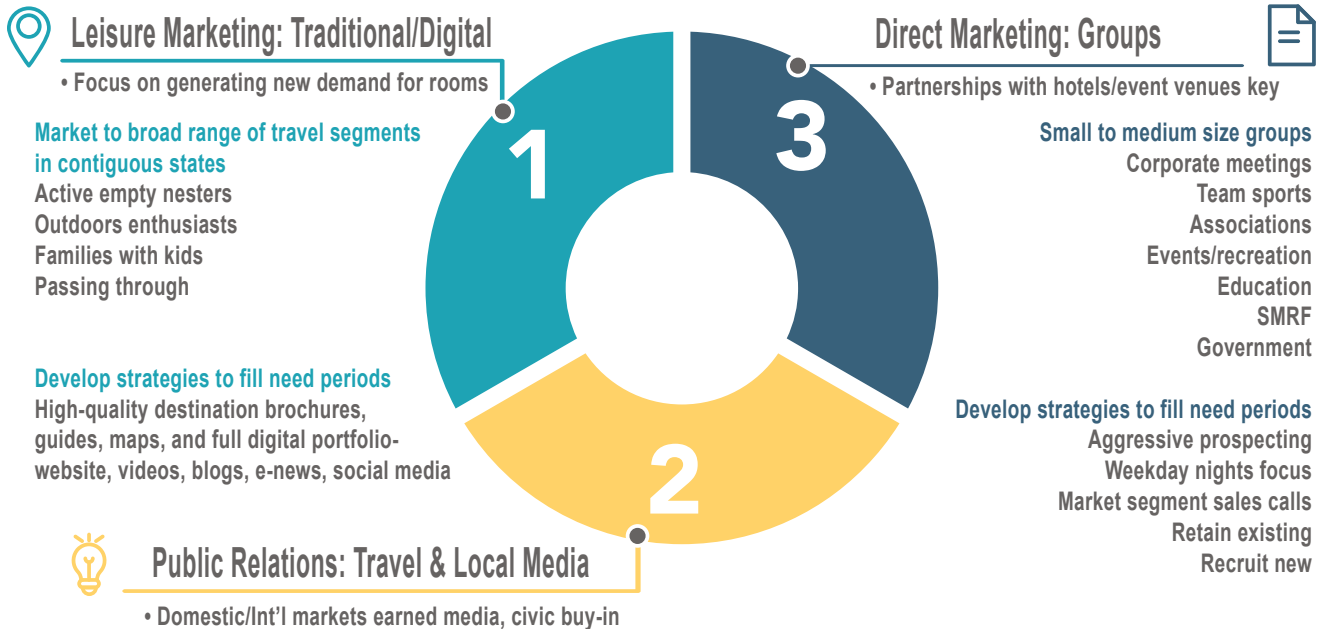 Leisure Marketing: Traditional/Digital
• Focus on generating new demand for rooms
Market to broad range of travel segments
in contiguous states
Active empty nesters
Outdoors enthusiasts
Families with kids
Passing through
Develop strategies to fill need periods
High-quality destination brochures,
guides, maps, and full digital portfolio-
website, videos, blogs, e-news, social media
1
2
Public Relations: Travel & Local Media
• Domestic/Int'l markets earned media, civic buy-in
3
Direct Marketing: Groups
• Partnerships with hotels/event venues key
Small to medium size groups
Corporate meetings
Team sports
Associations
Events/recreation
Education
SMRF
Government
Develop strategies to fill need periods
Aggressive prospecting
Weekday nights focus
Market segment sales calls
Retain existing
Recruit new